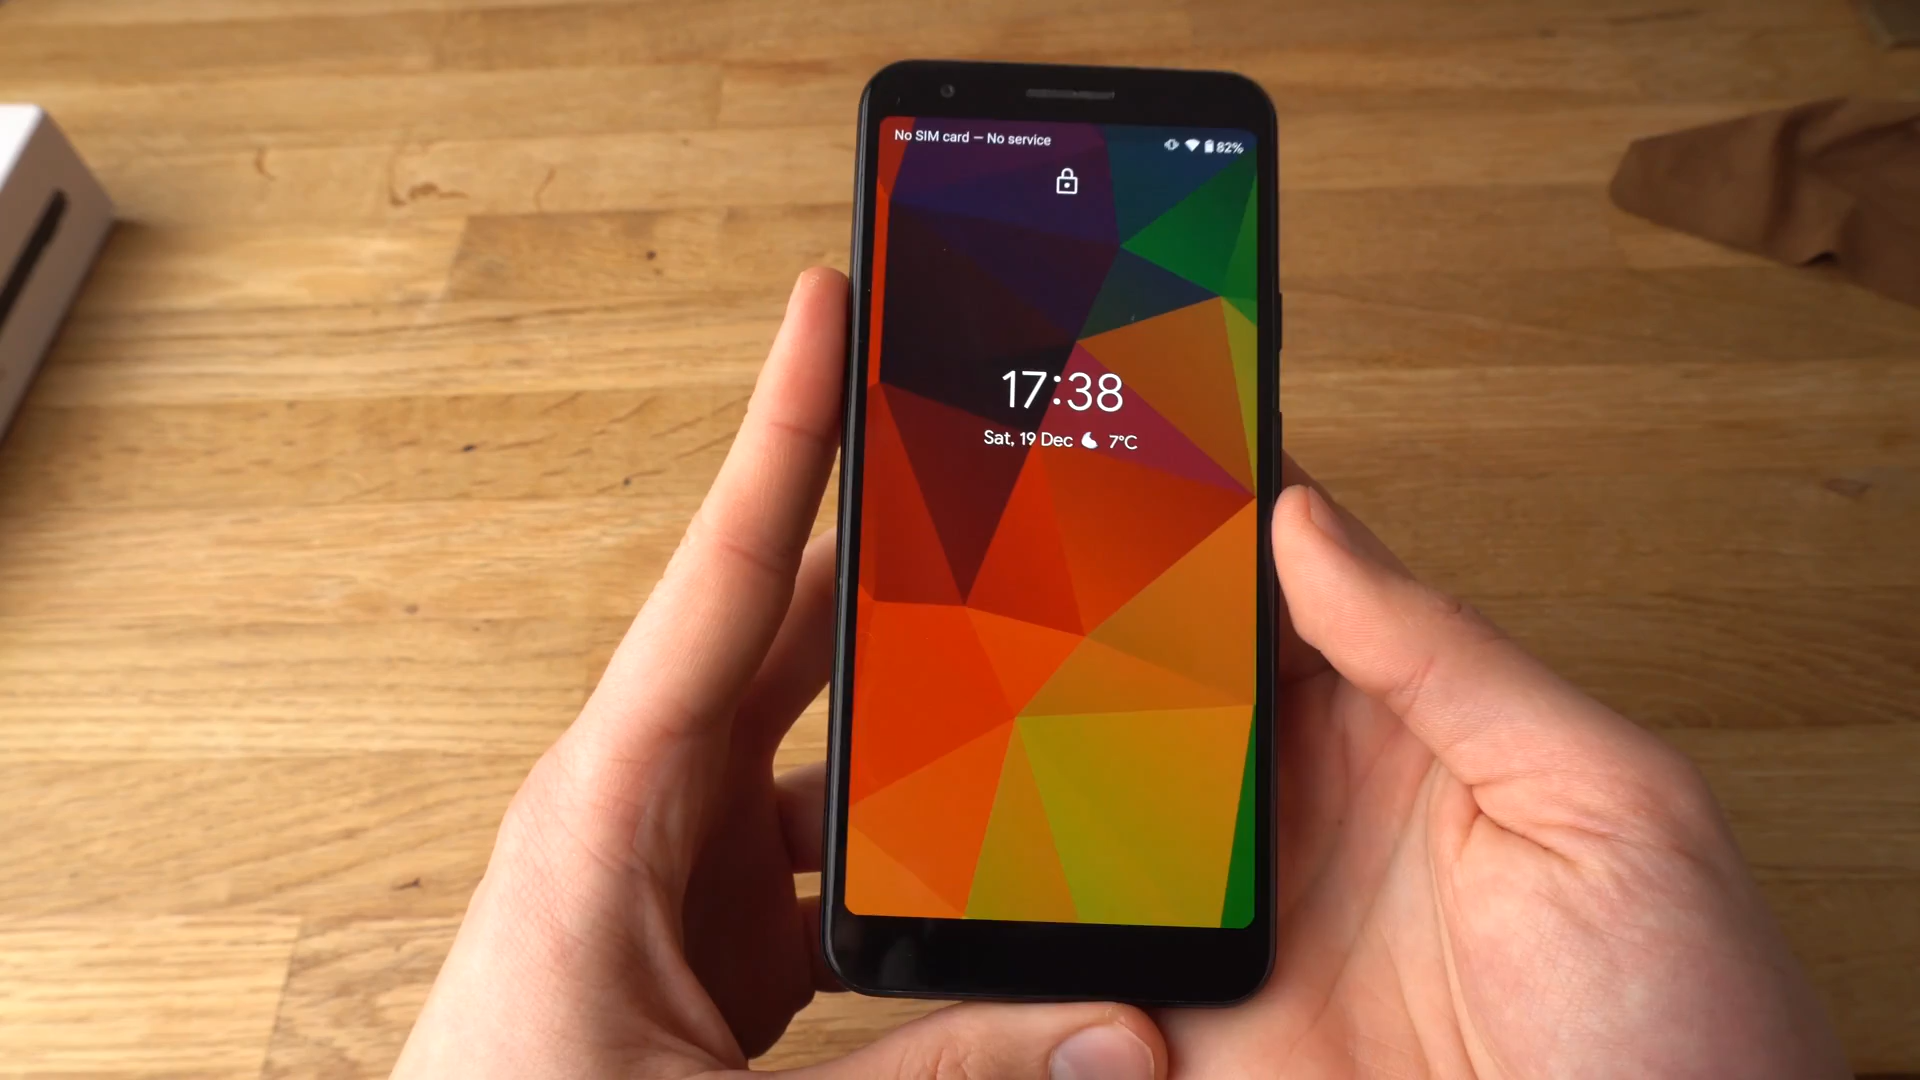 No SIM card — No service
82%
17:38
Sat, 19 Dec 7°C